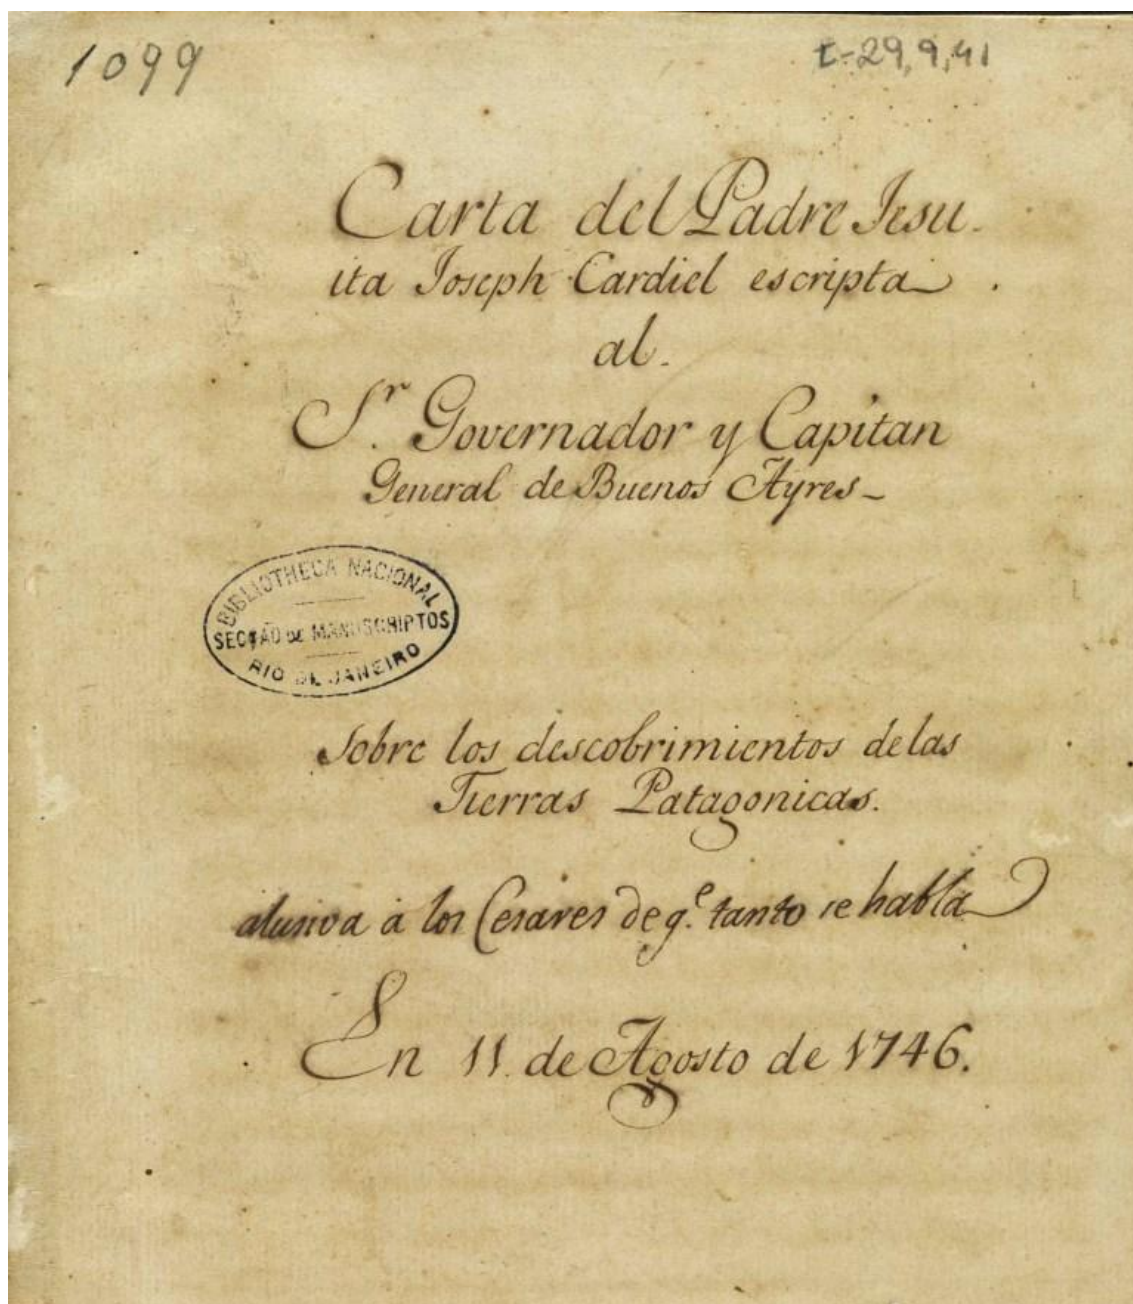 1099
I-29,9,41
Carta del Padre Jesu-
ita Joseph Cardiel escripta
al.
Sr. Governador y Capitan
General de Buenos Ayres-
BIBLIOTHECA NACIONAL
SECÇÃO DE MANUSCRIPTOS
RIO DE JANEIRO
Sobre los descobrimientos delas
Tierras Patagonicas.
alusiva à los Cesares de q.e tanto se habla
En 11 de Agosto de 1746.